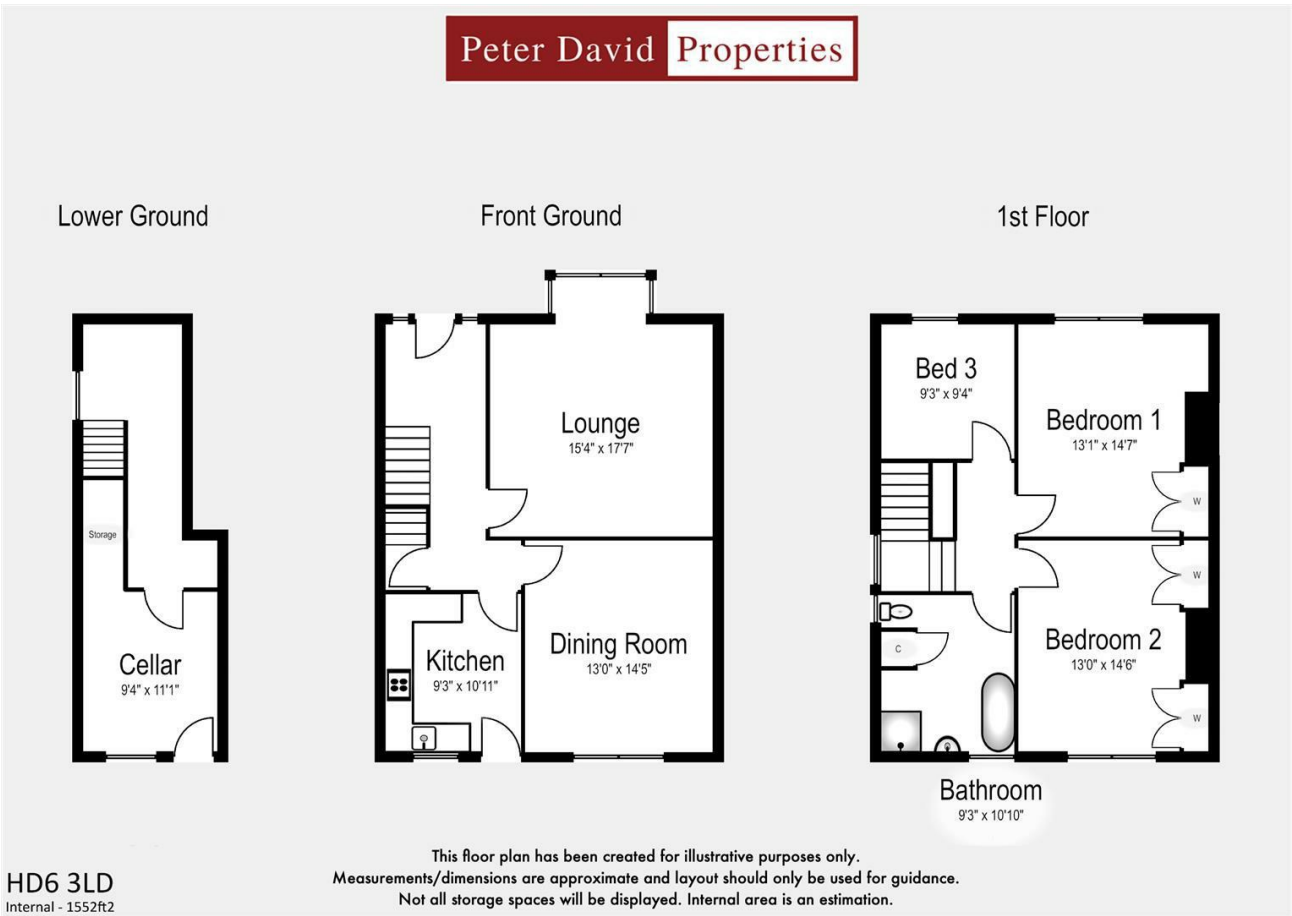 Peter David Properties
Lower Ground
Front Ground
1st Floor
Storage
Cellar
9'4" x 11'1"
Lounge
15'4" x 17'7"
Kitchen
9'3" x 10'11"
Dining Room
13'0" x 14'5"
Bed 3
9'3" x 9'4"
Bedroom 1
13'1" x 14'7"
W
W
C
Bedroom 2
13'0" x 14'6"
W
Bathroom
9'3" x 10'10"
This floor plan has been created for illustrative purposes only.
Measurements/dimensions are approximate and layout should only be used for guidance.
Not all storage spaces will be displayed. Internal area is an estimation.
HD6 3LD
Internal - 1552ft2